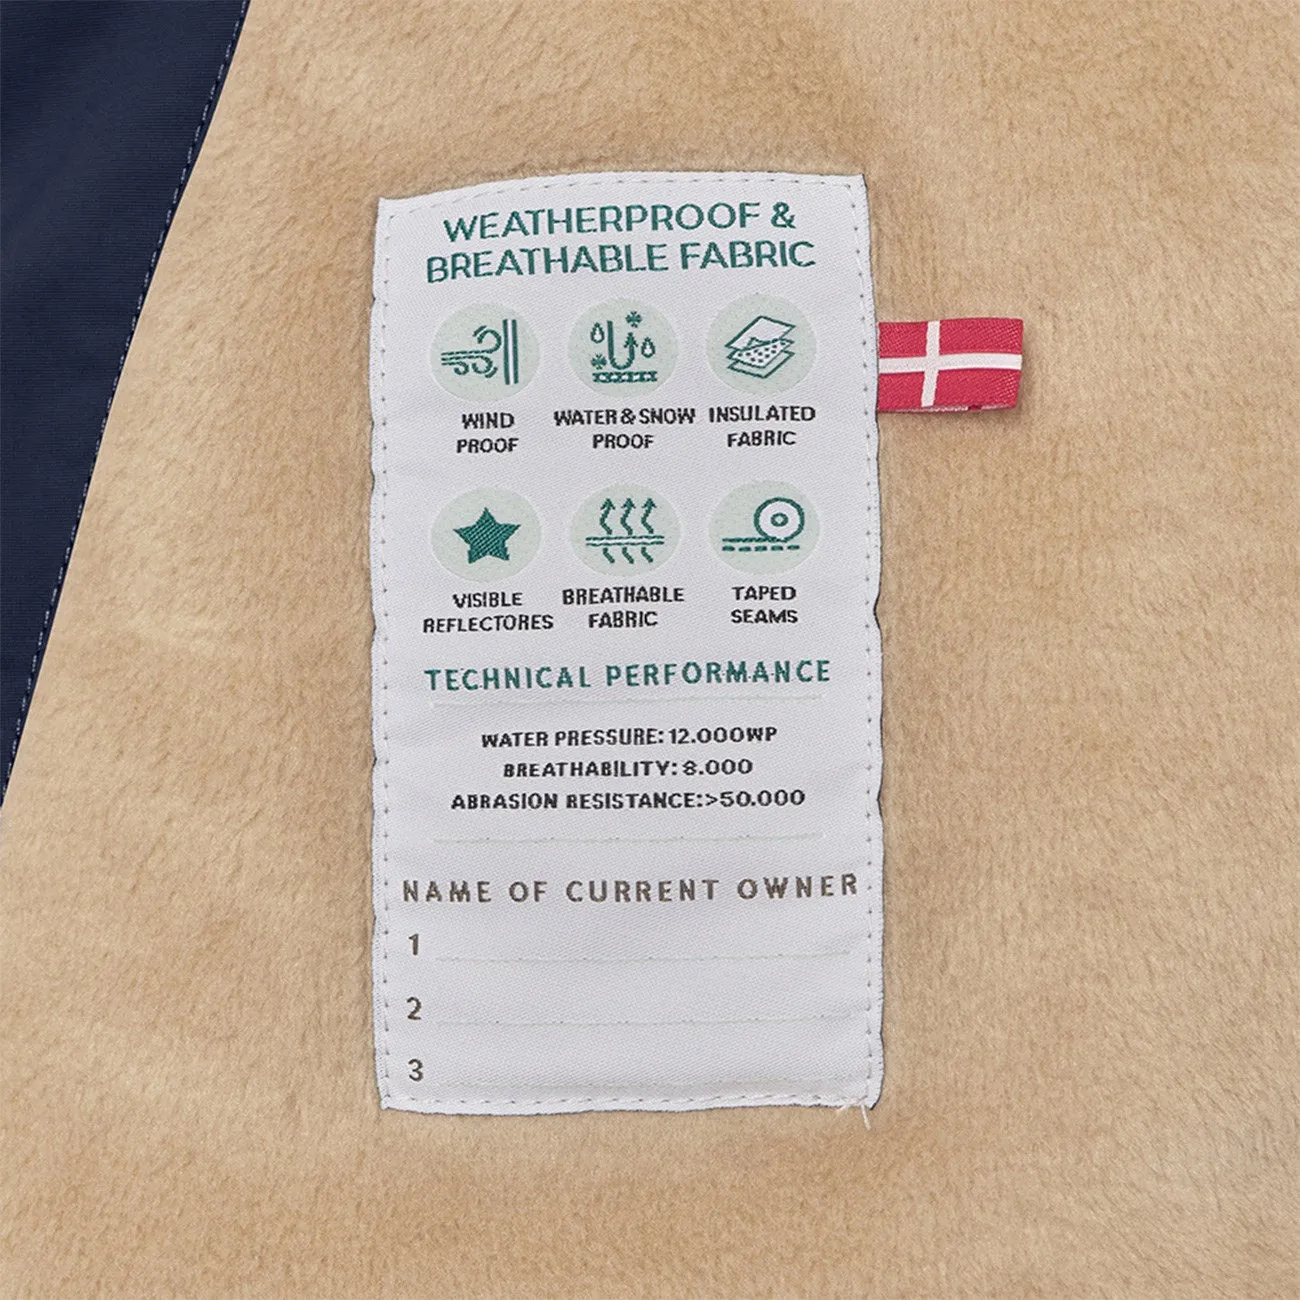 WEATHERPROOF &
BREATHABLE FABRIC
WIND
PROOF
WATER & SNOW
PROOF
INSULATED
FABRIC
VISIBLE
REFLECTORES
BREATHABLE
FABRIC
TAPED
SEAMS
TECHNICAL PERFORMANCE
WATER PRESSURE: 12.000WP
BREATHABILITY: 8.000
ABRASION RESISTANCE:>50.000
NAME OF CURRENT OWNER
1
2
3